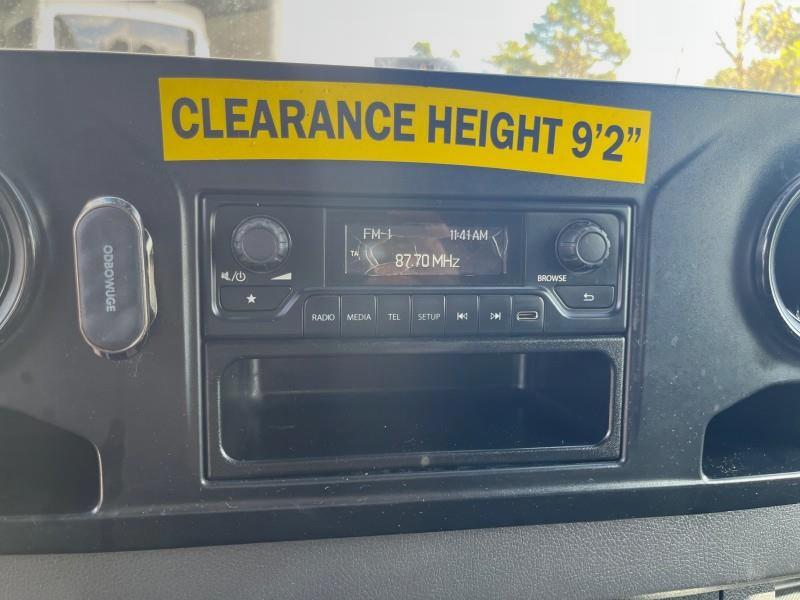 CLEARANCE HEIGHT 9'2"
FM-1 11:41 AM
TA
87.70 MHz
BROWSE
RADIO MEDIA TEL SETUP
ODBOWUGE